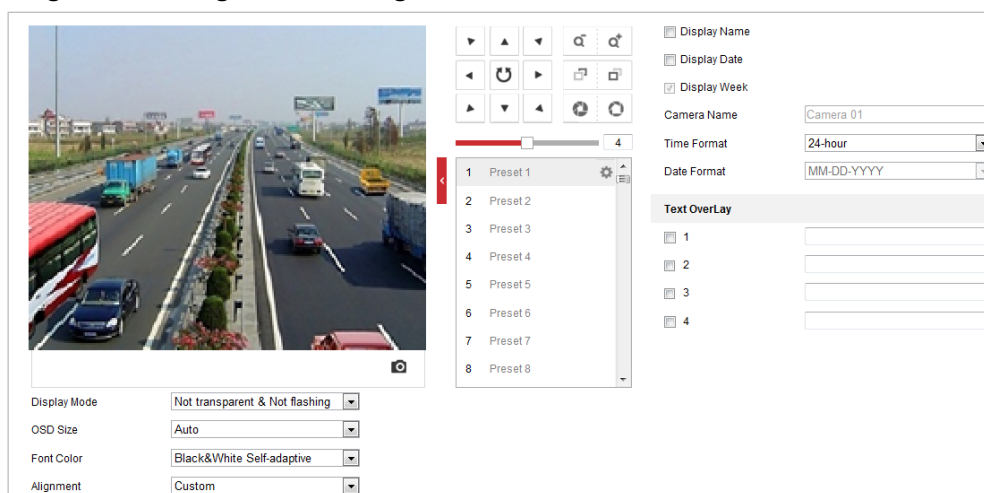 Display Name
Display Date
Display Week
Camera Name Camera 01
Time Format 24-hour
Date Format MM-DD-YYYY
Text OverLay
1
2
3
4
4
1 Preset 1
2 Preset 2
3 Preset 3
4 Preset 4
5 Preset 5
6 Preset 6
7 Preset 7
8 Preset 8
Display Mode Not transparent & Not flashing
OSD Size Auto
Font Color Black&White Self-adaptive
Alignment Custom